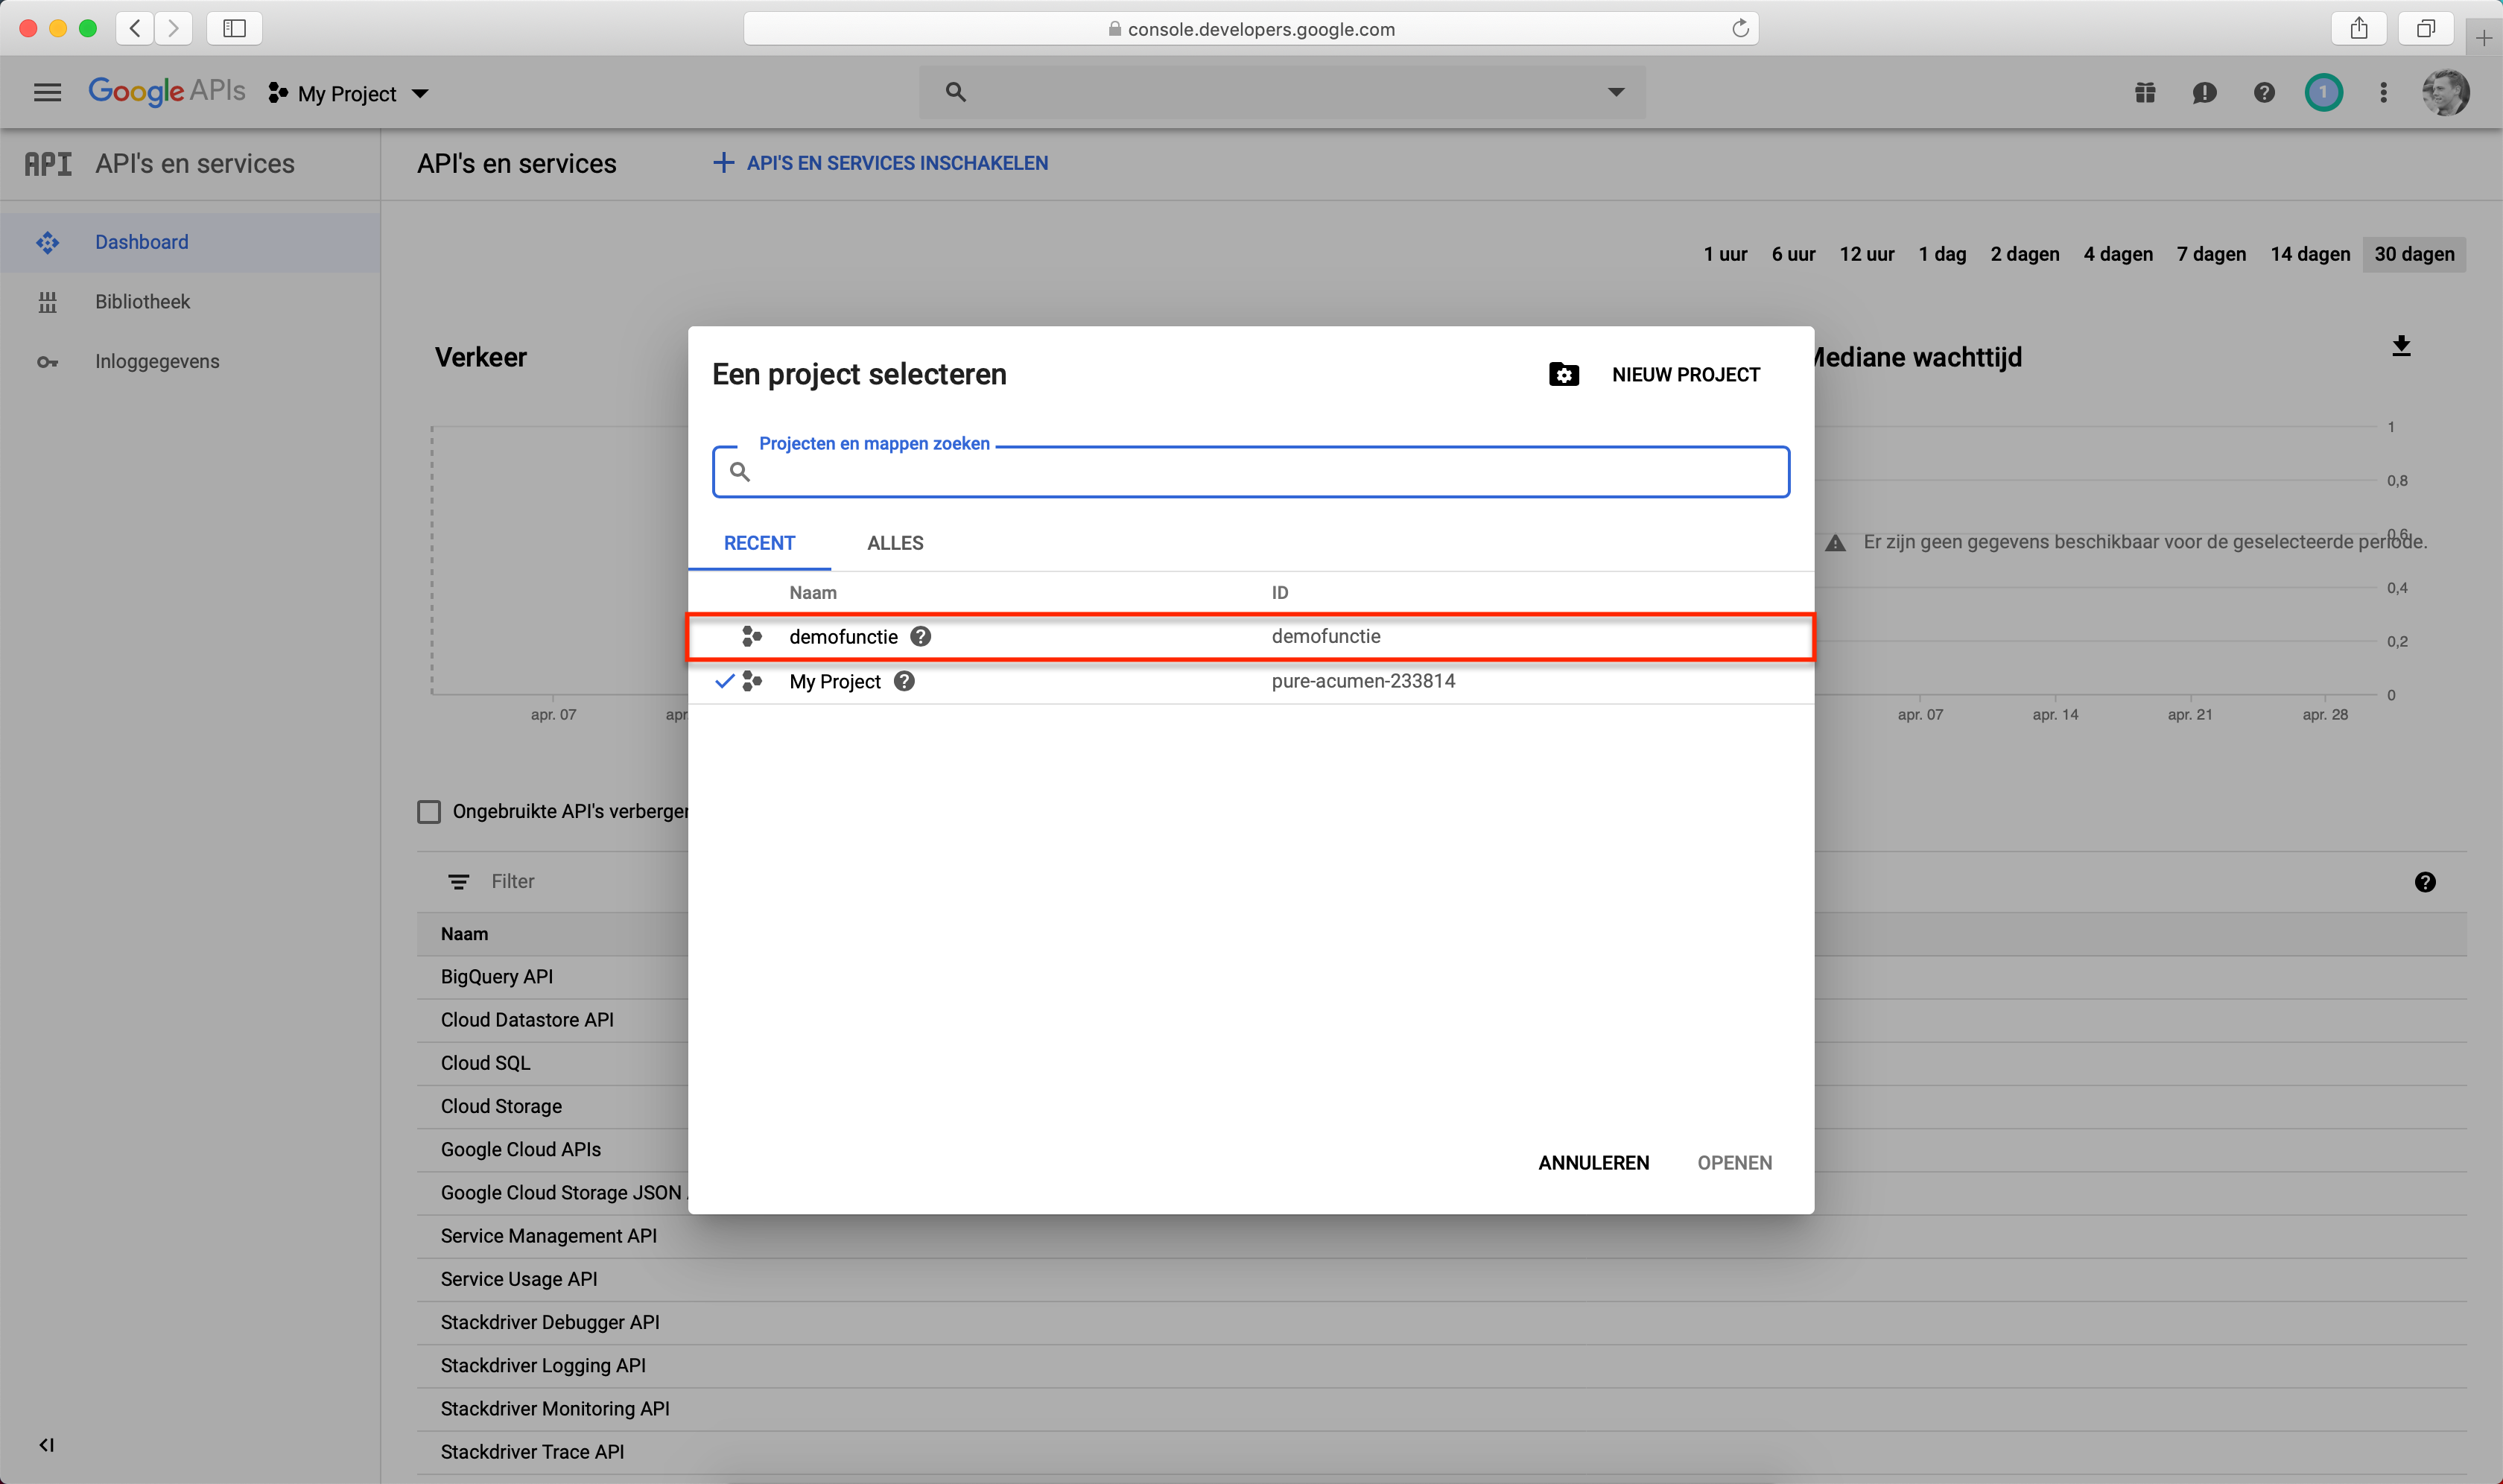 console.developers.google.com
Google APIs
My Project
1
API API's en services
API's en services
API'S EN SERVICES INSCHAKELEN
Dashboard
Bibliotheek
Inloggegevens
1 uur 6 uur 12 uur 1 dag 2 dagen 4 dagen 7 dagen 14 dagen 30 dagen
Verkeer
Mediane wachttijd
Een project selecteren
NIEUW PROJECT
Projecten en mappen zoeken
RECENT ALLES
Naam ID
demofunctie demofunctie
My Project pure-acumen-233814
ANNULEREN OPENEN
1
0,8
0,6
Er zijn geen gegevens beschikbaar voor de geselecteerde periode.
0,4
0,2
0
apr. 07
apr.
apr. 07 apr. 14 apr. 21 apr. 28
Ongebruikte API's verbergen
Filter
Naam
BigQuery API
Cloud Datastore API
Cloud SQL
Cloud Storage
Google Cloud APIs
Google Cloud Storage JSON
Service Management API
Service Usage API
Stackdriver Debugger API
Stackdriver Logging API
Stackdriver Monitoring API
Stackdriver Trace API